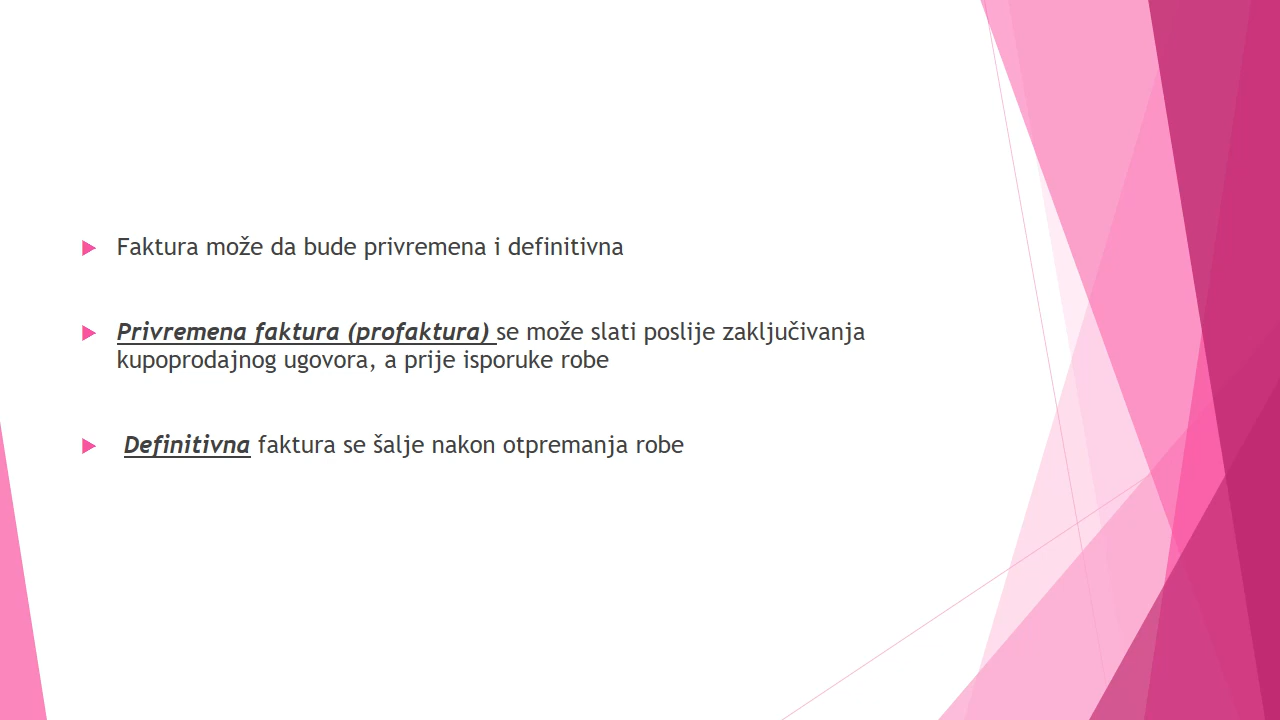 Faktura može da bude privremena i definitivna
Privremena faktura (profaktura) se može slati poslije zaključivanja
kupoprodajnog ugovora, a prije isporuke robe
Definitivna faktura se šalje nakon otpremanja robe